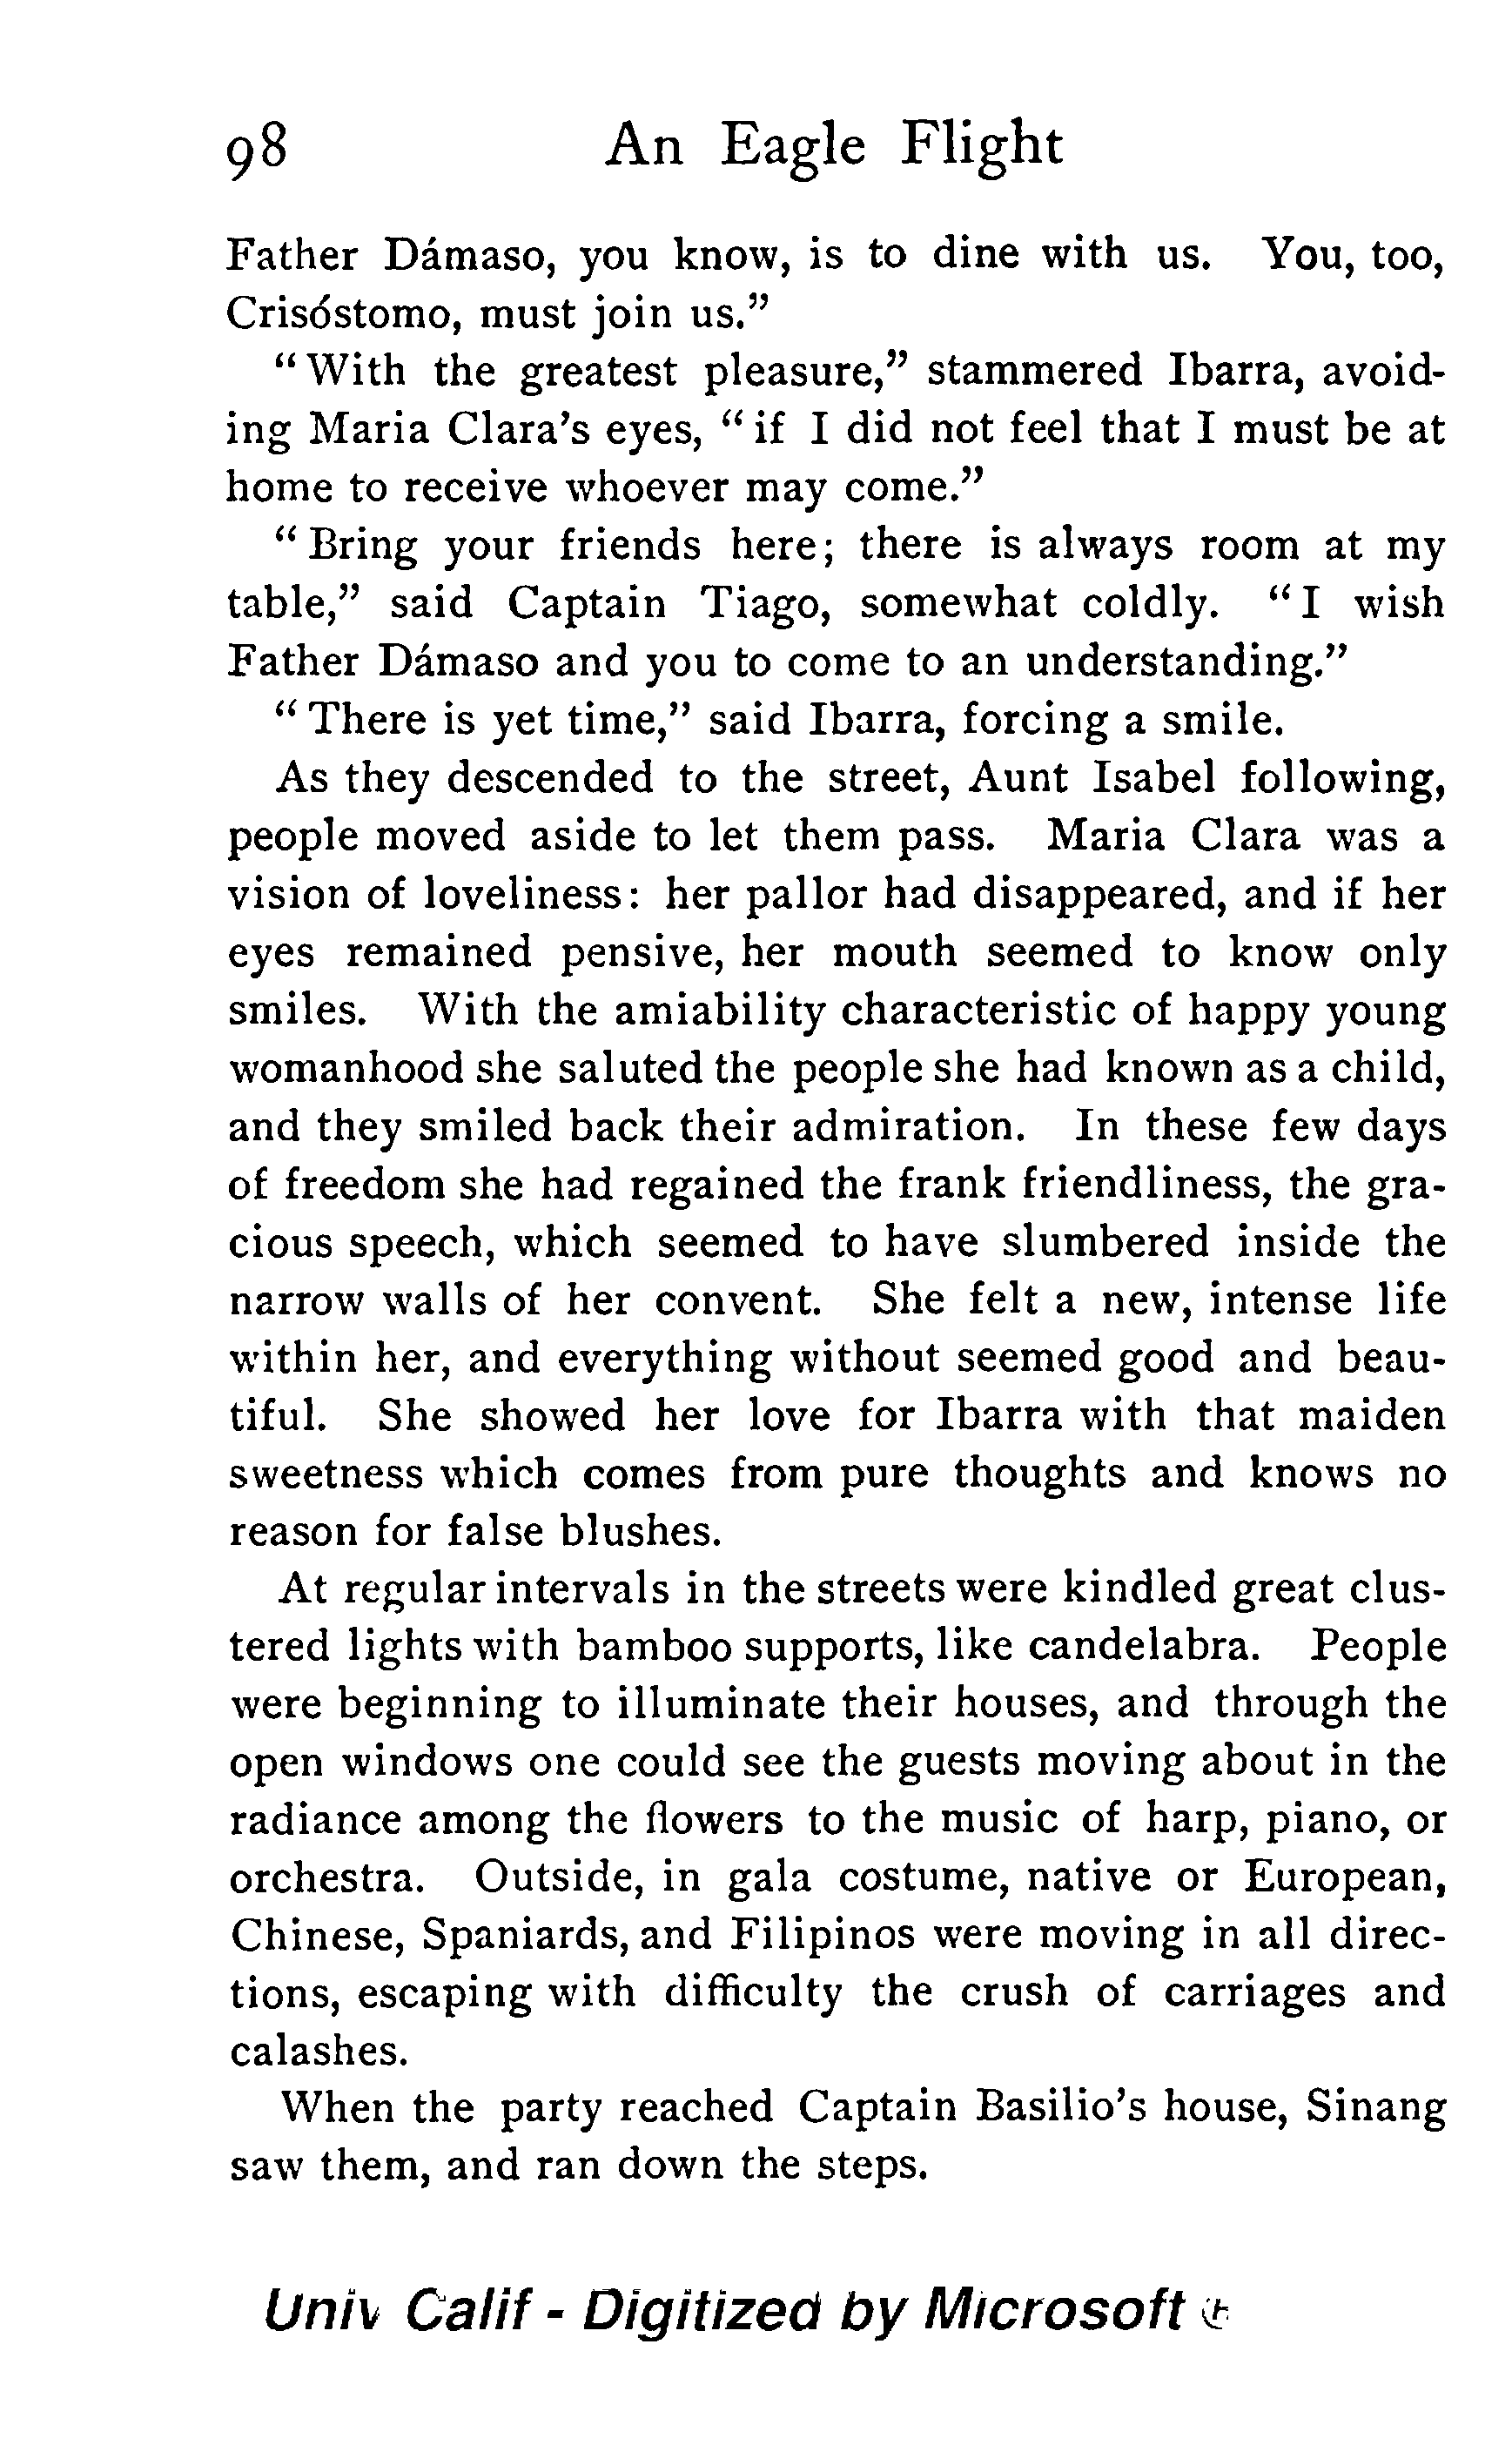 98 An Eagle Flight
Father Dámaso, you know, is to dine with us. You, too,
Crisóstomo, must join us.”
“With the greatest pleasure,” stammered Ibarra, avoid-
ing Maria Clara’s eyes, “if I did not feel that I must be at
home to receive whoever may come.”
“Bring your friends here; there is always room at my
table,” said Captain Tiago, somewhat coldly. “I wish
Father Dámaso and you to come to an understanding.”
“There is yet time,” said Ibarra, forcing a smile.
As they descended to the street, Aunt Isabel following,
people moved aside to let them pass. Maria Clara was a
vision of loveliness: her pallor had disappeared, and if her
eyes remained pensive, her mouth seemed to know only
smiles. With the amiability characteristic of happy young
womanhood she saluted the people she had known as a child,
and they smiled back their admiration. In these few days
of freedom she had regained the frank friendliness, the gra-
cious speech, which seemed to have slumbered inside the
narrow walls of her convent. She felt a new, intense life
within her, and everything without seemed good and beau-
tiful. She showed her love for Ibarra with that maiden
sweetness which comes from pure thoughts and knows no
reason for false blushes.
At regular intervals in the streets were kindled great clus-
tered lights with bamboo supports, like candelabra. People
were beginning to illuminate their houses, and through the
open windows one could see the guests moving about in the
radiance among the flowers to the music of harp, piano, or
orchestra. Outside, in gala costume, native or European,
Chinese, Spaniards, and Filipinos were moving in all direc-
tions, escaping with difficulty the crush of carriages and
calashes.
When the party reached Captain Basilio’s house, Sinang
saw them, and ran down the steps.
Univ Calif - Digitized by Microsoft ®